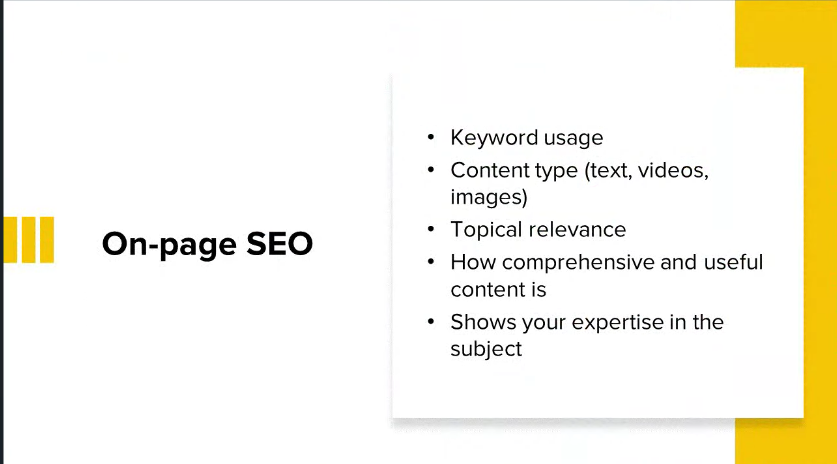 On-page SEO
• Keyword usage
• Content type (text, videos,
images)
• Topical relevance
• How comprehensive and useful
content is
• Shows your expertise in the
subject